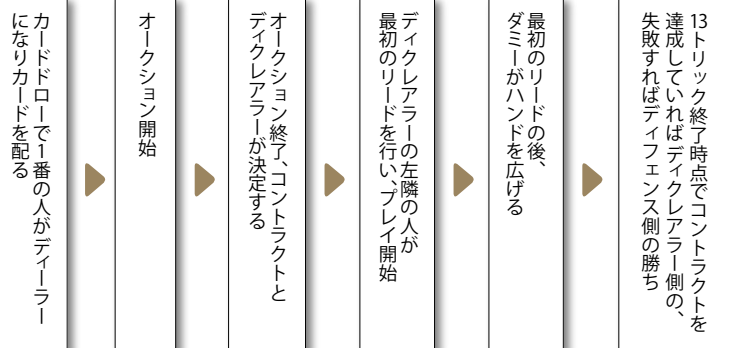 カードドローで1番の人がディーラー
になりカードを配る
オークション開始
オークション終了、コントラクトと
ディクレアラーが決定する
ディクレアラーの左隣の人が
最初のリードを行い、プレイ開始
最初のリードの後、
ダミーがハンドを広げる
13トリック終了時点でコントラクトを
達成していればディクレアラー側の、
失敗すればディフェンス側の勝ち